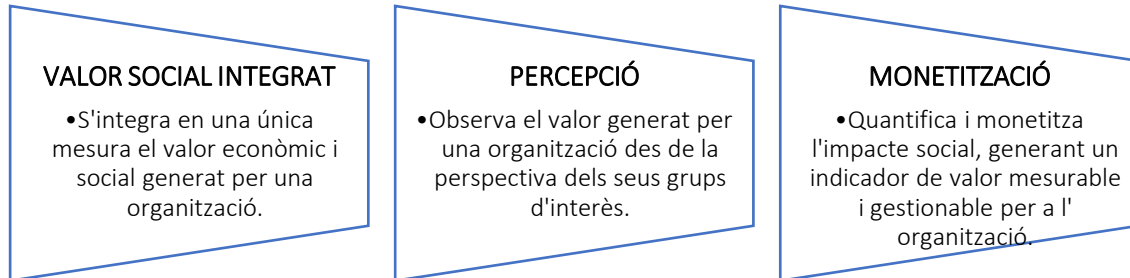 VALOR SOCIAL INTEGRAT
•S'integra en una única
mesura el valor econòmic i
social generat per una
organització.
PERCEPCIÓ
•Observa el valor generat per
una organització des de la
perspectiva dels seus grups
d'interès.
MONETITZACIÓ
•Quantifica i monetitza
l'impacte social, generant un
indicador de valor mesurable
i gestionable per a l'
organització.